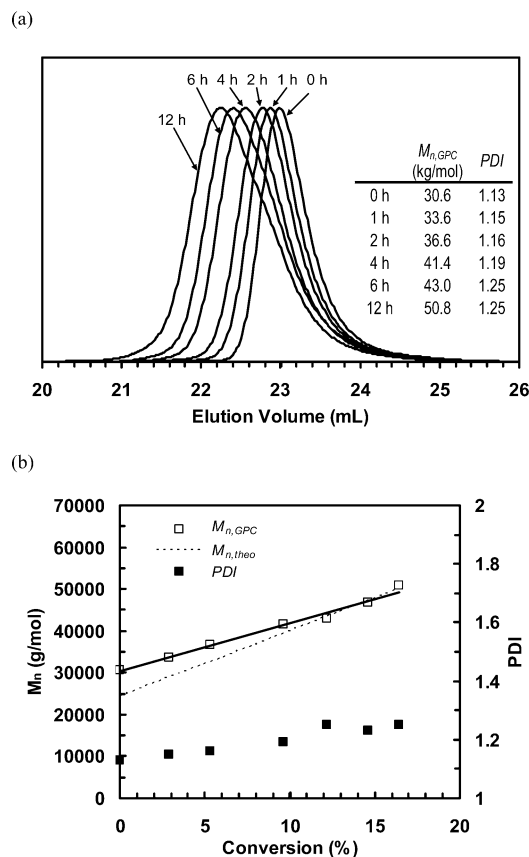 (a)
6 h 4 h 2 h 1 h 0 h
12 h
Mn,GPC PDI
(kg/mol)
0 h 30.6 1.13
1 h 33.6 1.15
2 h 36.6 1.16
4 h 41.4 1.19
6 h 43.0 1.25
12 h 50.8 1.25
20 21 22 23 24 25 26
Elution Volume (mL)
(b)
70000 2
Mn,GPC
60000 Mn,theo
1.8
PDI
50000
40000 1.6
30000
1.4
20000
1.2
10000
0 1
Mn (g/mol)
PDI
0 5 10 15 20
Conversion (%)